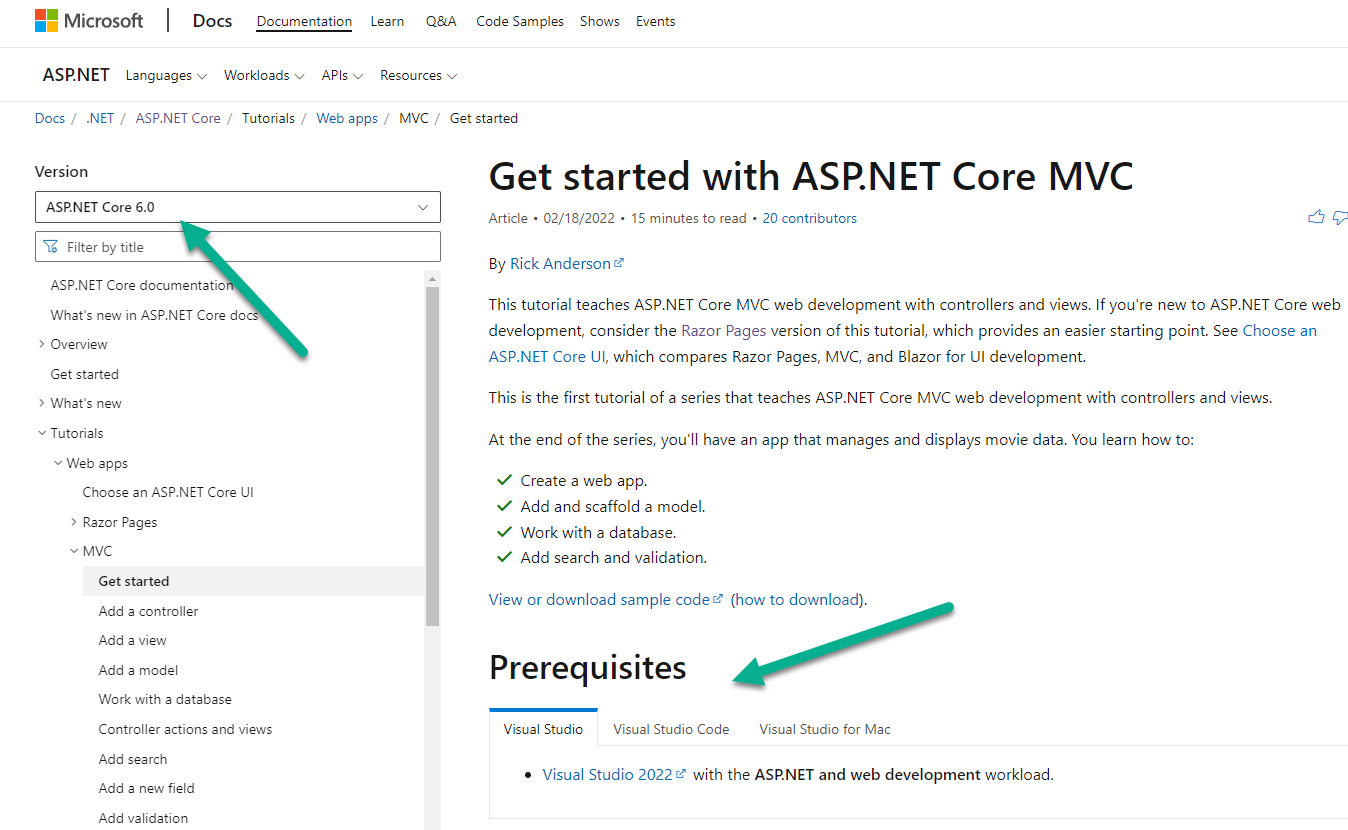 Microsoft Docs Documentation Learn Q&A Code Samples Shows Events
ASP.NET Languages Workloads APIs Resources
Docs / .NET / ASP.NET Core / Tutorials / Web apps / MVC / Get started
Version
ASP.NET Core 6.0
Filter by title
ASP.NET Core documentation
What's new in ASP.NET Core docs
Overview
Get started
What's new
Tutorials
Web apps
Choose an ASP.NET Core UI
Razor Pages
MVC
Get started
Add a controller
Add a view
Add a model
Work with a database
Controller actions and views
Add search
Add a new field
Add validation
Get started with ASP.NET Core MVC
Article • 02/18/2022 • 15 minutes to read • 20 contributors
By Rick Anderson
This tutorial teaches ASP.NET Core MVC web development with controllers and views. If you're new to ASP.NET Core web
development, consider the Razor Pages version of this tutorial, which provides an easier starting point. See Choose an
ASP.NET Core UI, which compares Razor Pages, MVC, and Blazor for UI development.
This is the first tutorial of a series that teaches ASP.NET Core MVC web development with controllers and views.
At the end of the series, you'll have an app that manages and displays movie data. You learn how to:
Create a web app.
Add and scaffold a model.
Work with a database.
Add search and validation.
View or download sample code (how to download).
Prerequisites
Visual Studio Visual Studio Code Visual Studio for Mac
• Visual Studio 2022 with the ASP.NET and web development workload.